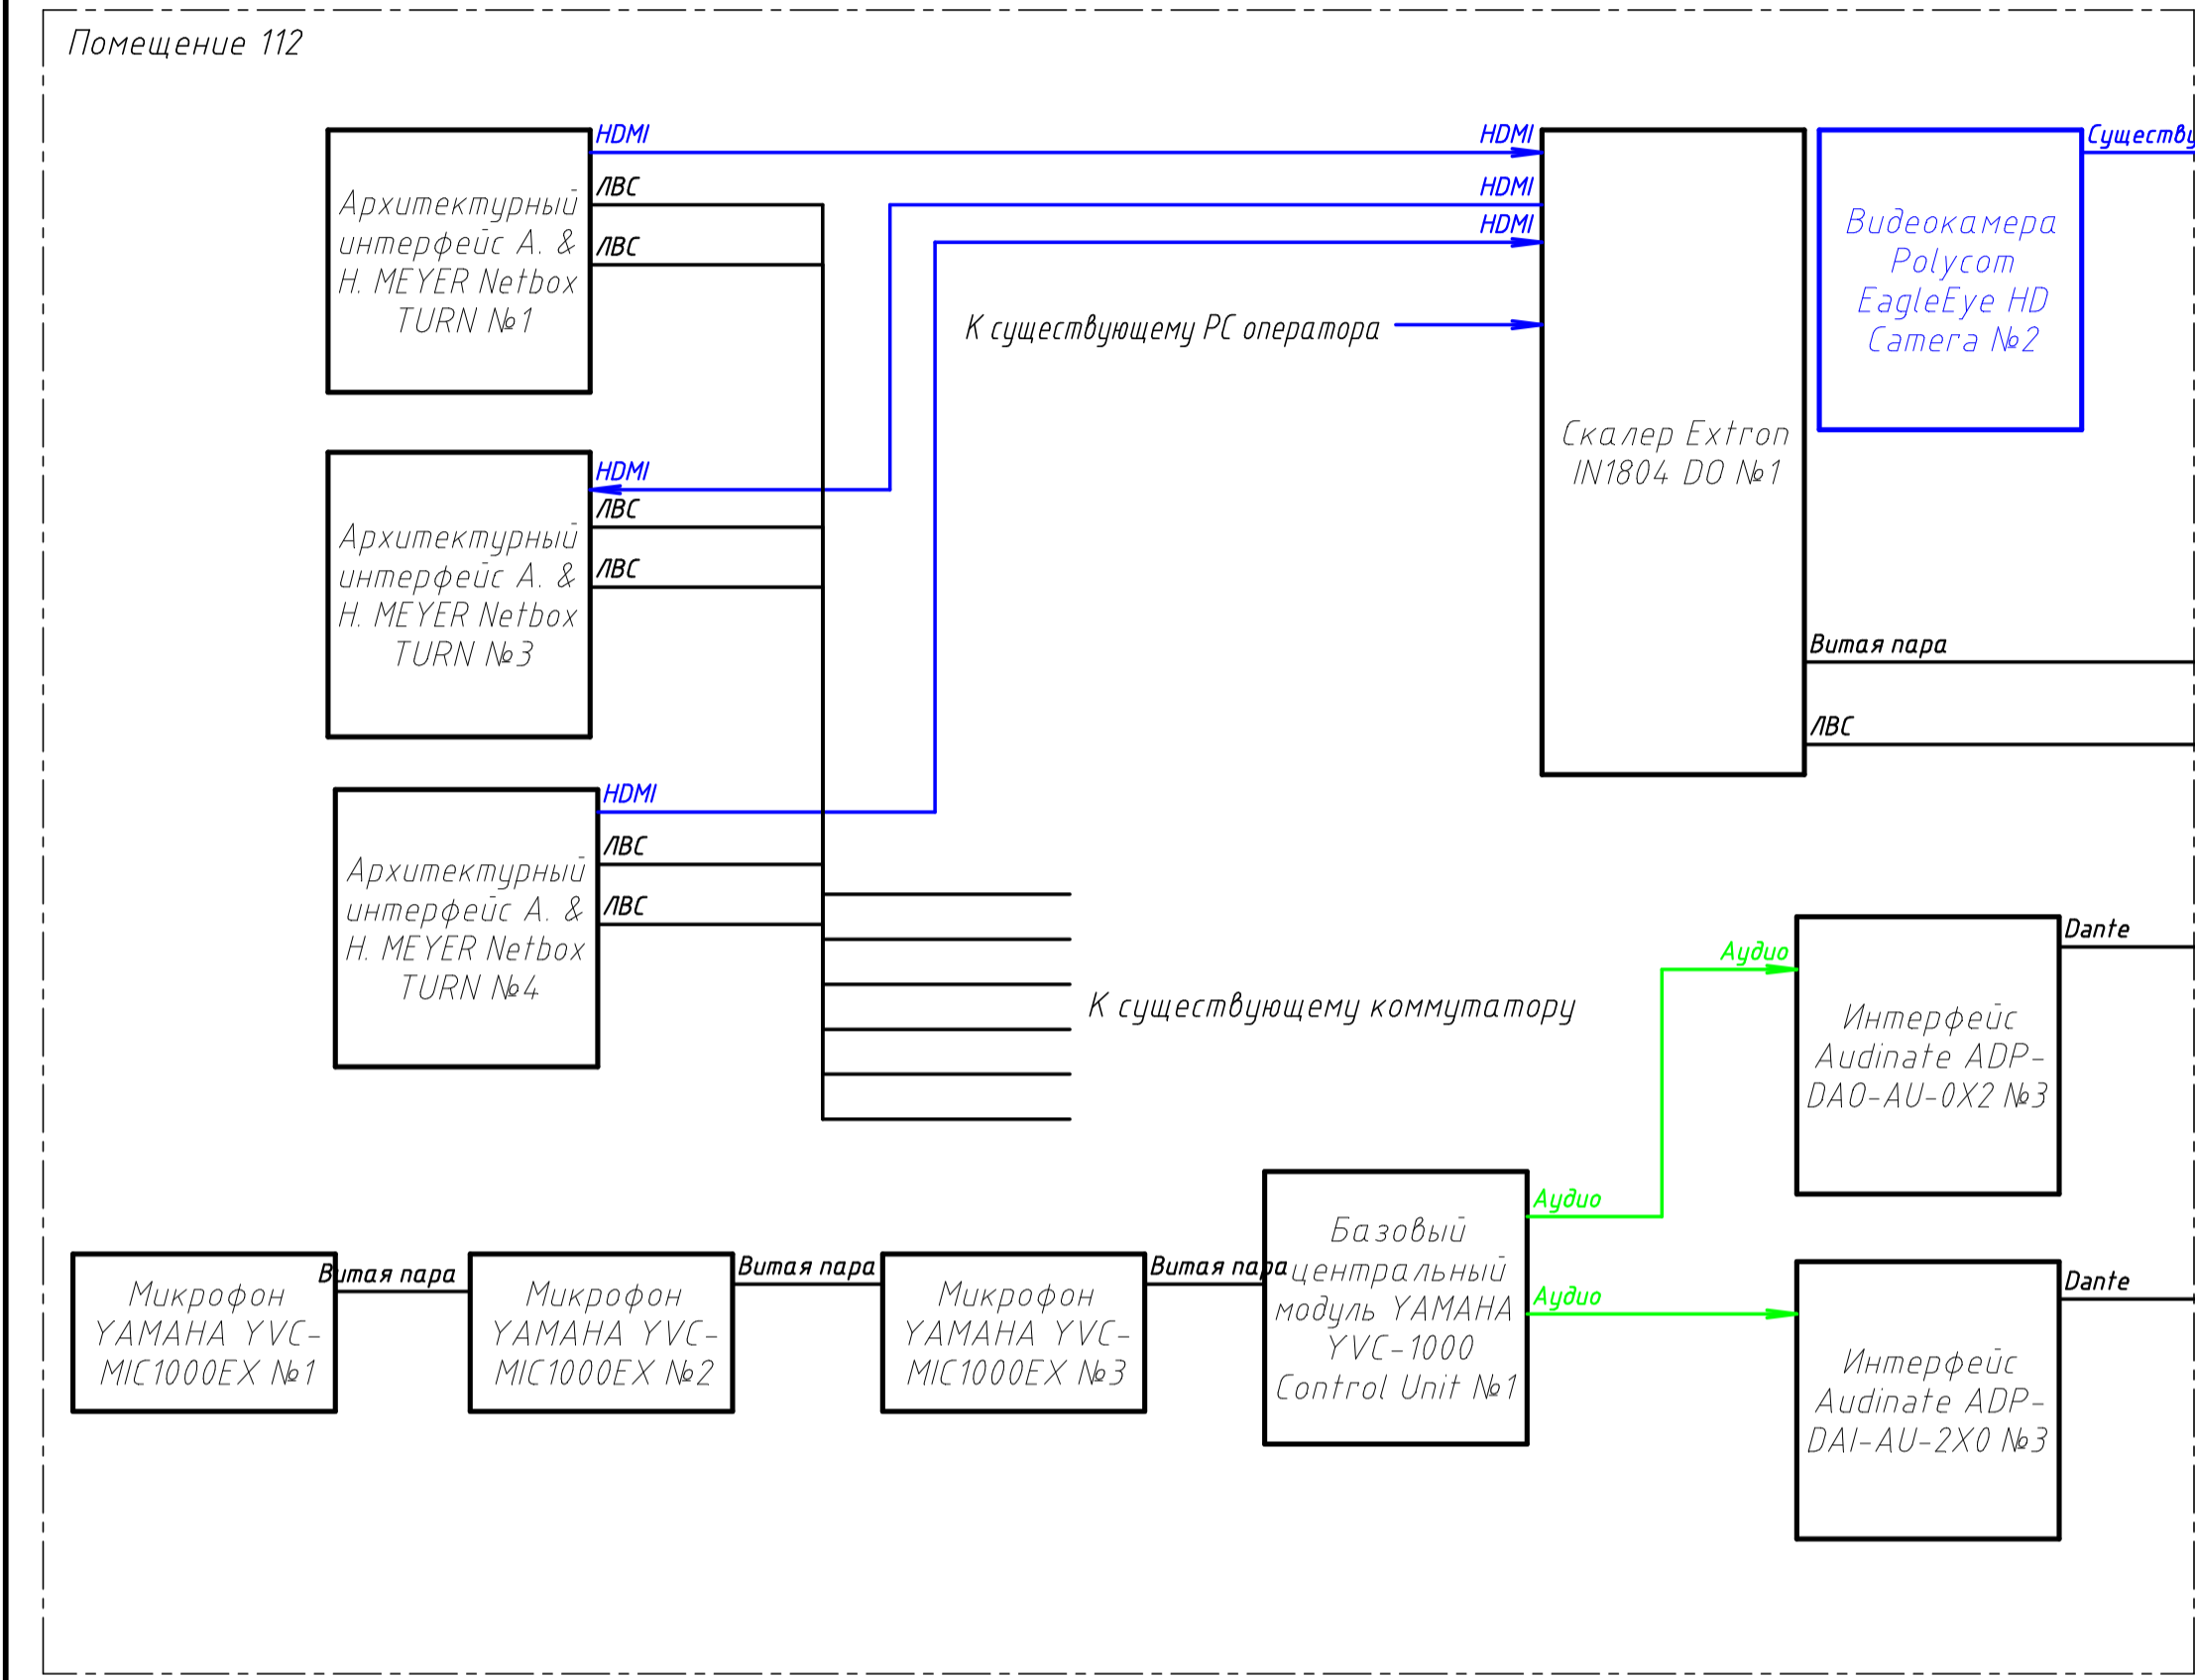 Помещение 112
HDMI
HDMI
Существу
ЛВС
HDMI
ЛВС
HDMI
Архитектурный
интерфейс A. &
H. MEYER Netbox
TURN №1
К существующему PC оператора
Видеокамера
Polycom
EagleEye HD
Camera №2
Скалер Extron
IN1804 DO №1
HDMI
ЛВС
ЛВС
Архитектурный
интерфейс A. &
H. MEYER Netbox
TURN №3
Витая пара
ЛВС
HDMI
ЛВС
ЛВС
Архитектурный
интерфейс A. &
H. MEYER Netbox
TURN №4
К существующему коммутатору
Аудио
Dante
Интерфейс
Audinate ADP-
DAO-AU-0X2 №3
Микрофон
YAMAHA YVC-
MIC1000EX №1
Витая пара
Микрофон
YAMAHA YVC-
MIC1000EX №2
Витая пара
Микрофон
YAMAHA YVC-
MIC1000EX №3
Витая пара
Базовый
центральный
модуль YAMAHA
YVC-1000
Control Unit №1
Аудио
Аудио
Dante
Интерфейс
Audinate ADP-
DAI-AU-2X0 №3